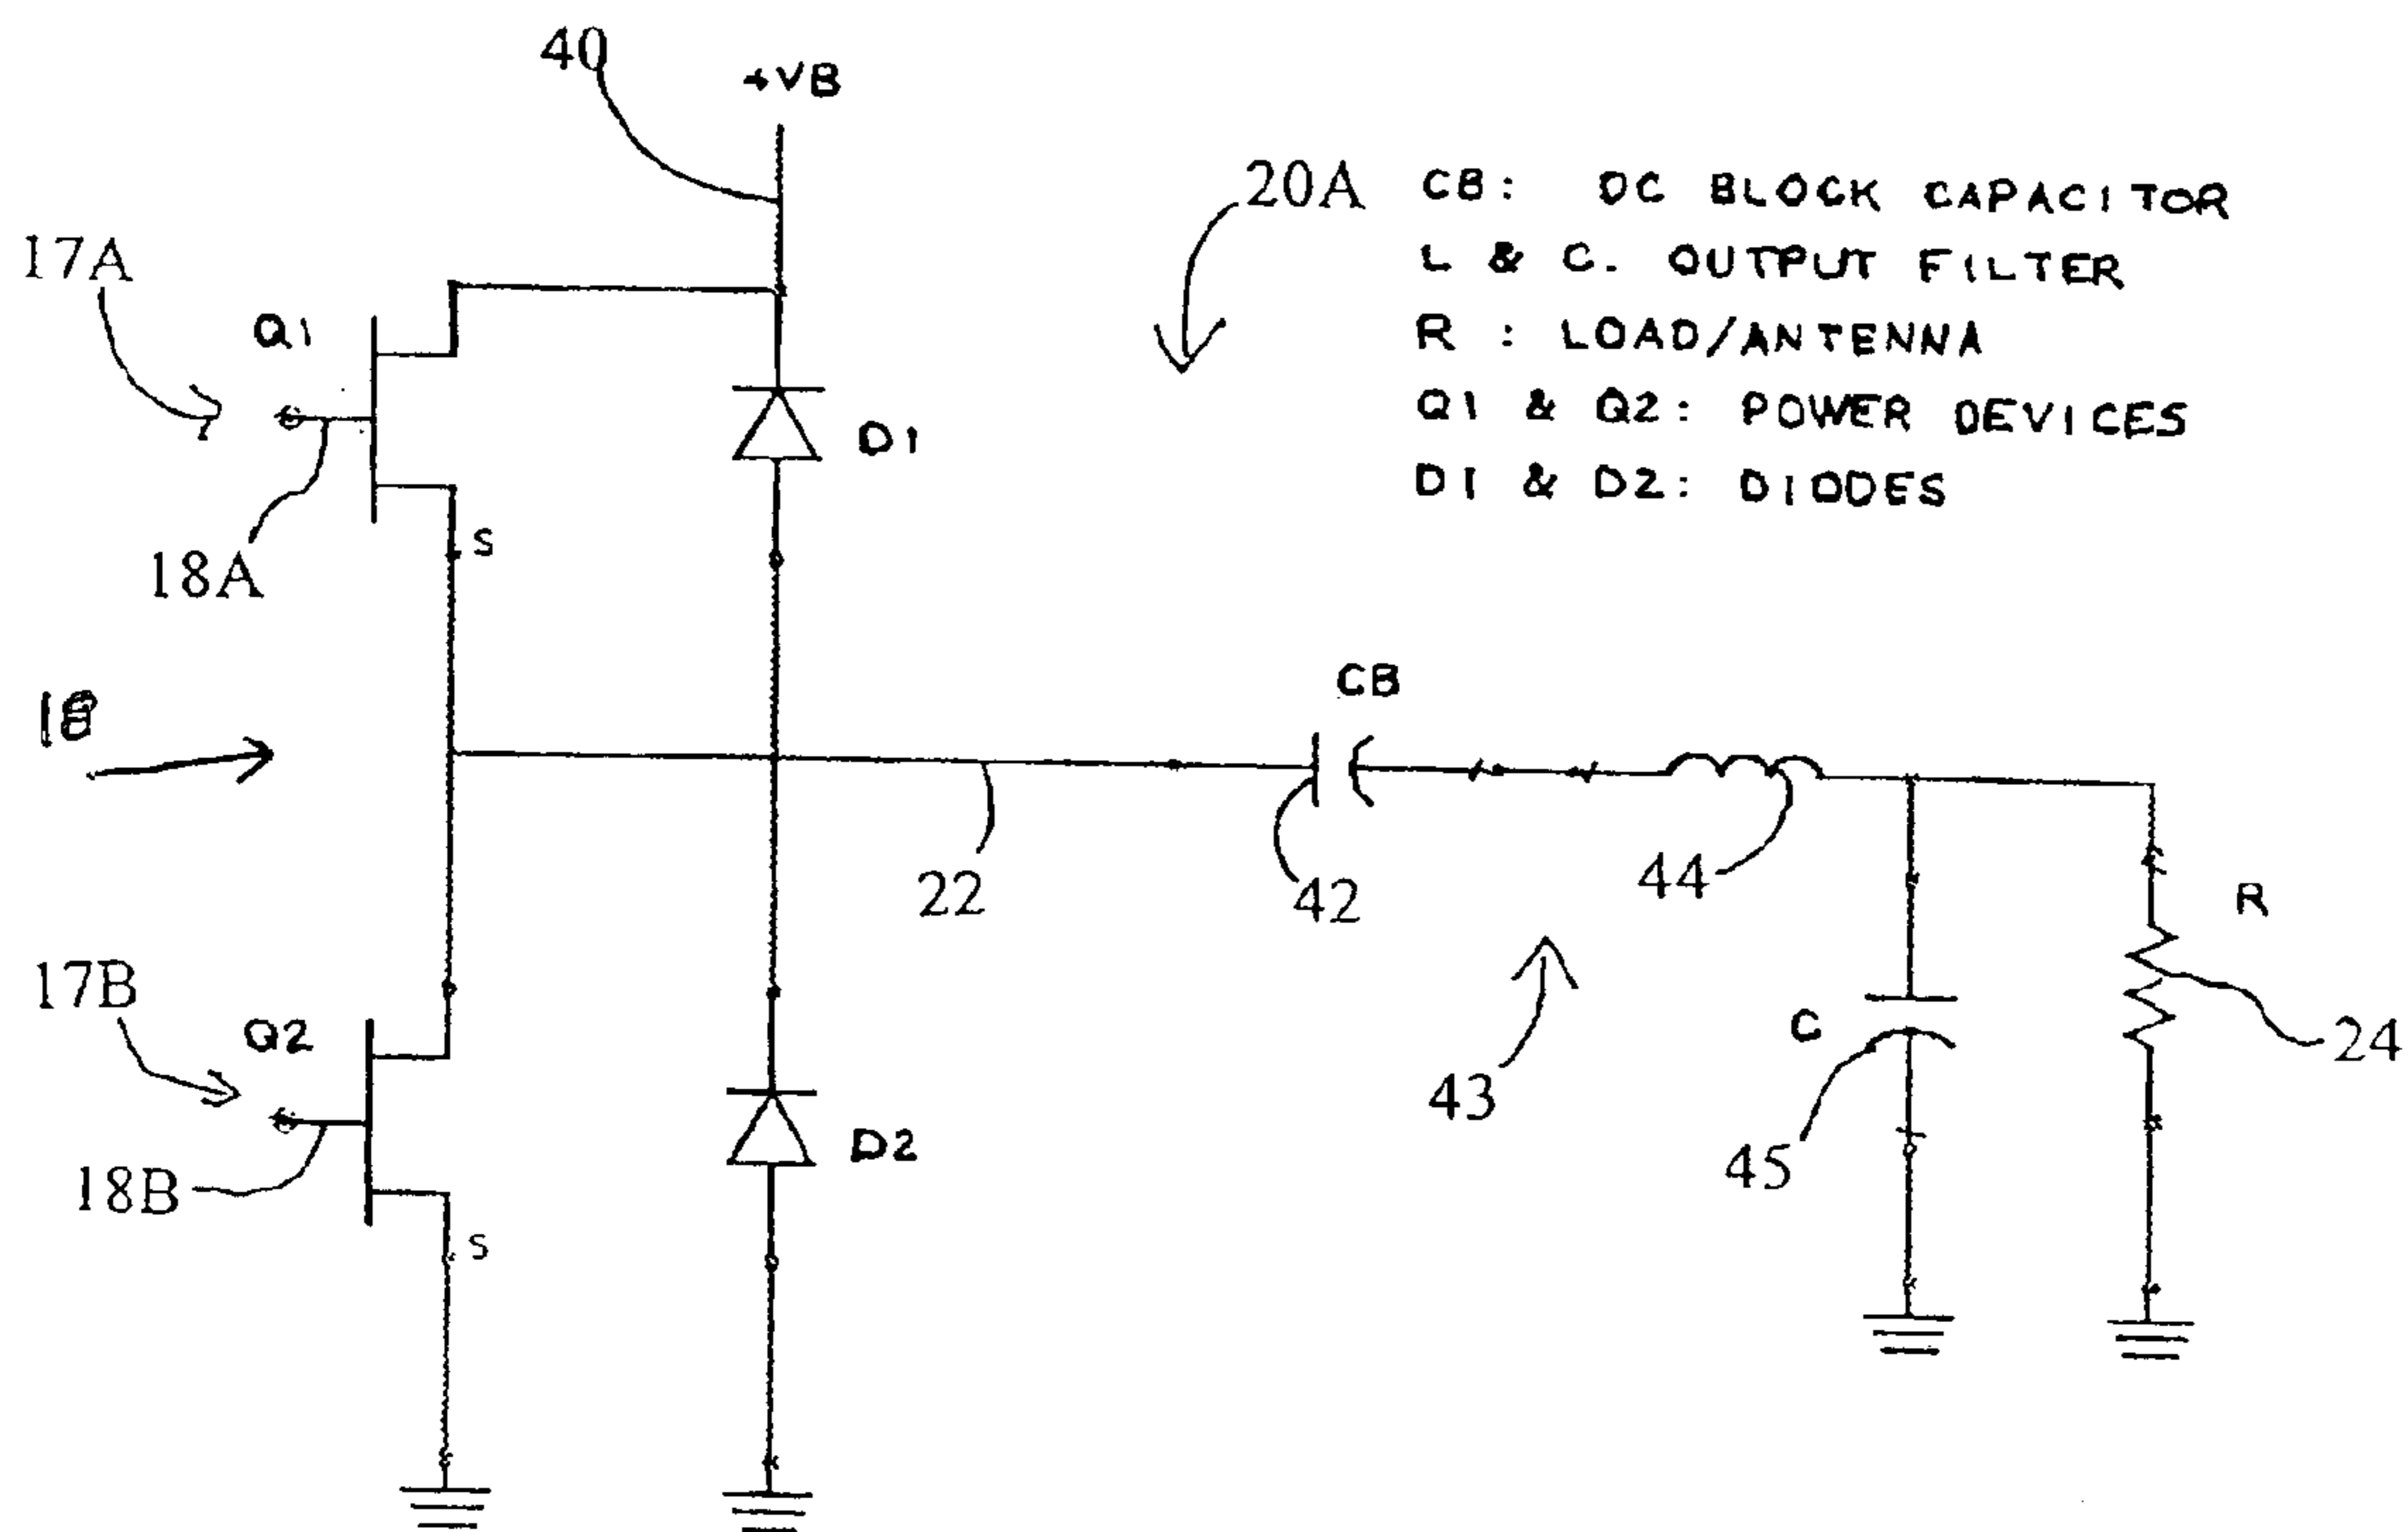 40
+VB
20A
CB: DC BLOCK CAPACITOR
L & C. OUTPUT FILTER
R : LOAD/ANTENNA
Q1 & Q2: POWER DEVICES
D1 & D2: DIODES
17A
Q1
D1
18A
S
18
CB
22
42
44
R
17B
Q2
C
24
43
D2
45
18B
S